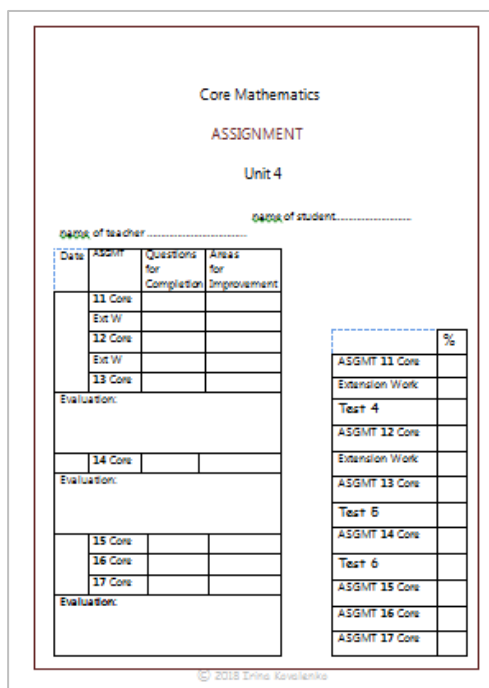 Core Mathematics
ASSIGNMENT
Unit 4
name of student
name of teacher
Date ASGMT Questions for Completion Areas for Improvement
11 Core
Ext W
12 Core
Ext W
13 Core
Evaluation:
14 Core
Evaluation:
15 Core
16 Core
17 Core
Evaluation:
%
ASGMT 11 Core
Extension Work
Test 4
ASGMT 12 Core
Extension Work
ASGMT 13 Core
Test 5
ASGMT 14 Core
Test 6
ASGMT 15 Core
ASGMT 16 Core
ASGMT 17 Core
© 2018 Irina Kovalenko